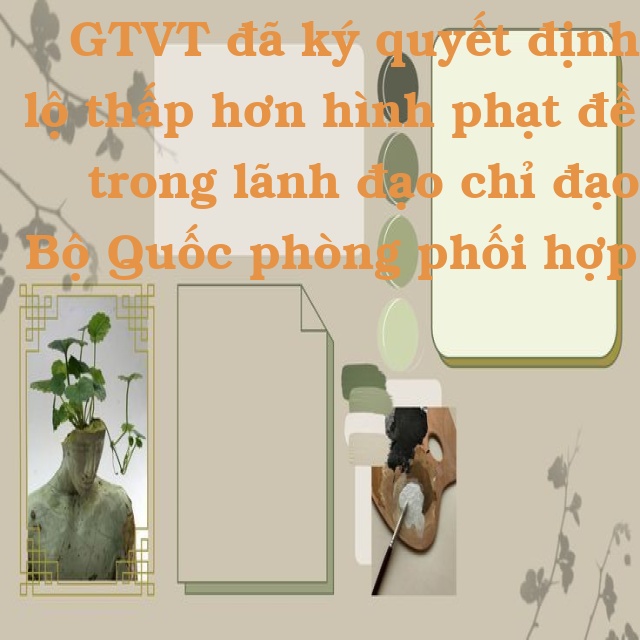 GTVT đã ký quyết định
lộ thấp hơn hình phạt đề
trong lãnh đạo chỉ đạo
Bộ Quốc phòng phối hợp